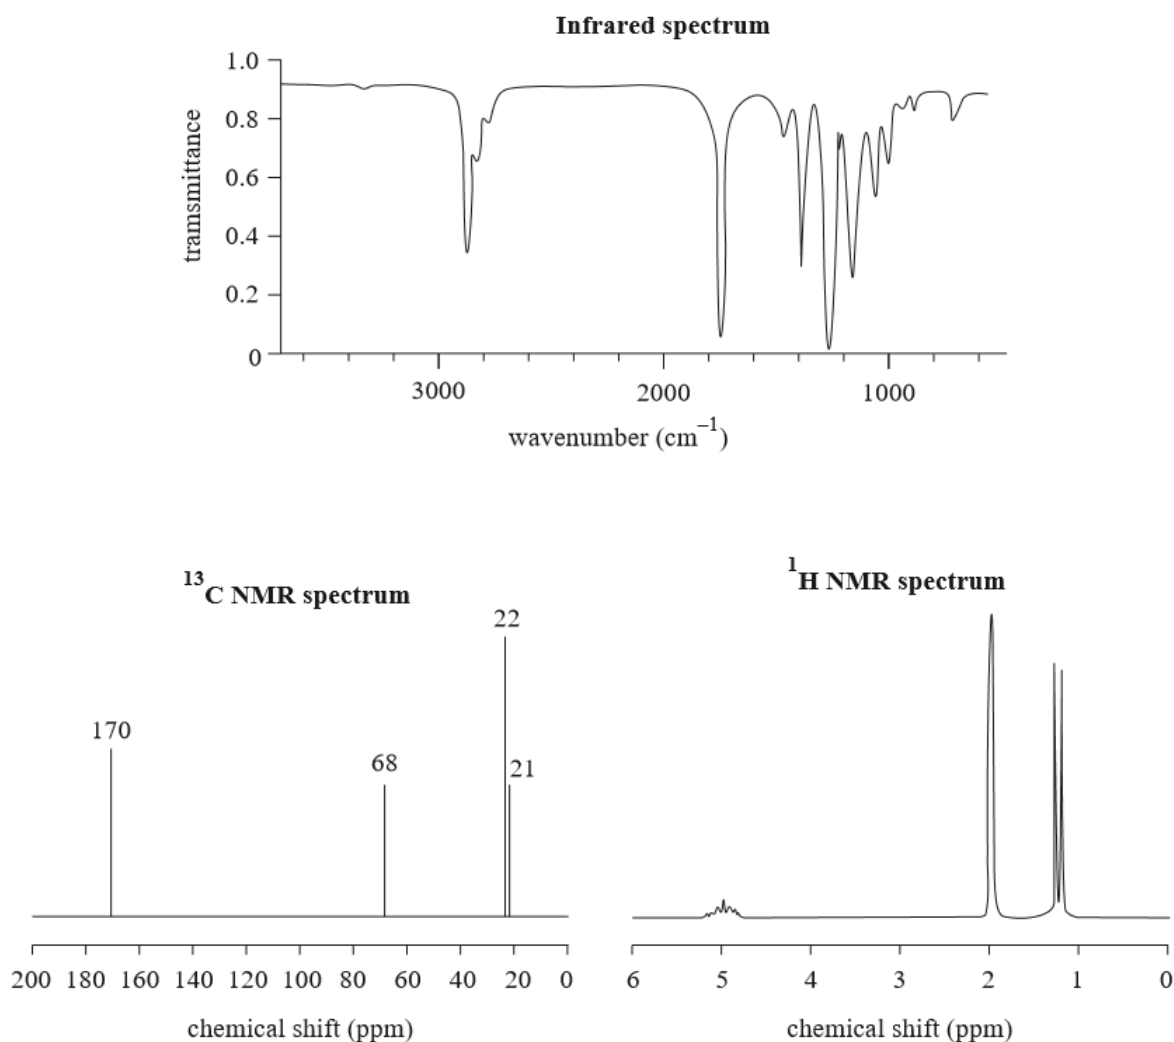 Infrared spectrum
1.0
0.8
0.6
0.4
0.2
0
tramsmittance
3000
2000
1000
wavenumber (cm⁻¹)
¹³C NMR spectrum
22
170
68
21
200 180 160 140 120 100 80 60 40 20 0
chemical shift (ppm)
¹H NMR spectrum
6 5 4 3 2 1 0
chemical shift (ppm)